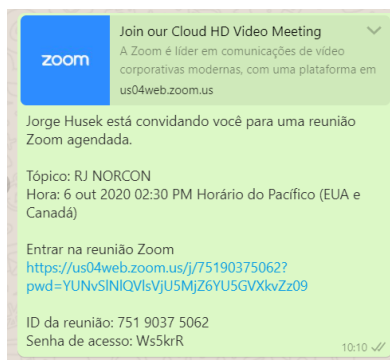 zoom
Join our Cloud HD Video Meeting
A Zoom é líder em comunicações de vídeo
corporativas modernas, com uma plataforma em
us04web.zoom.us
Jorge Husek está convidando você para uma reunião
Zoom agendada.
Tópico: RJ NORCON
Hora: 6 out 2020 02:30 PM Horário do Pacífico (EUA e
Canadá)
Entrar na reunião Zoom
https://us04web.zoom.us/j/75190375062?
pwd=YUNvSlNlQVlsVjU5MjZ6YU5GVXkvZz09
ID da reunião: 751 9037 5062
Senha de acesso: Ws5krR
10:10